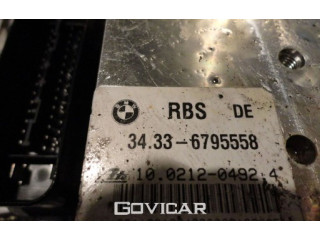 RBS DE
34.33-6795558
10.0212-0492.4
GOVICAR